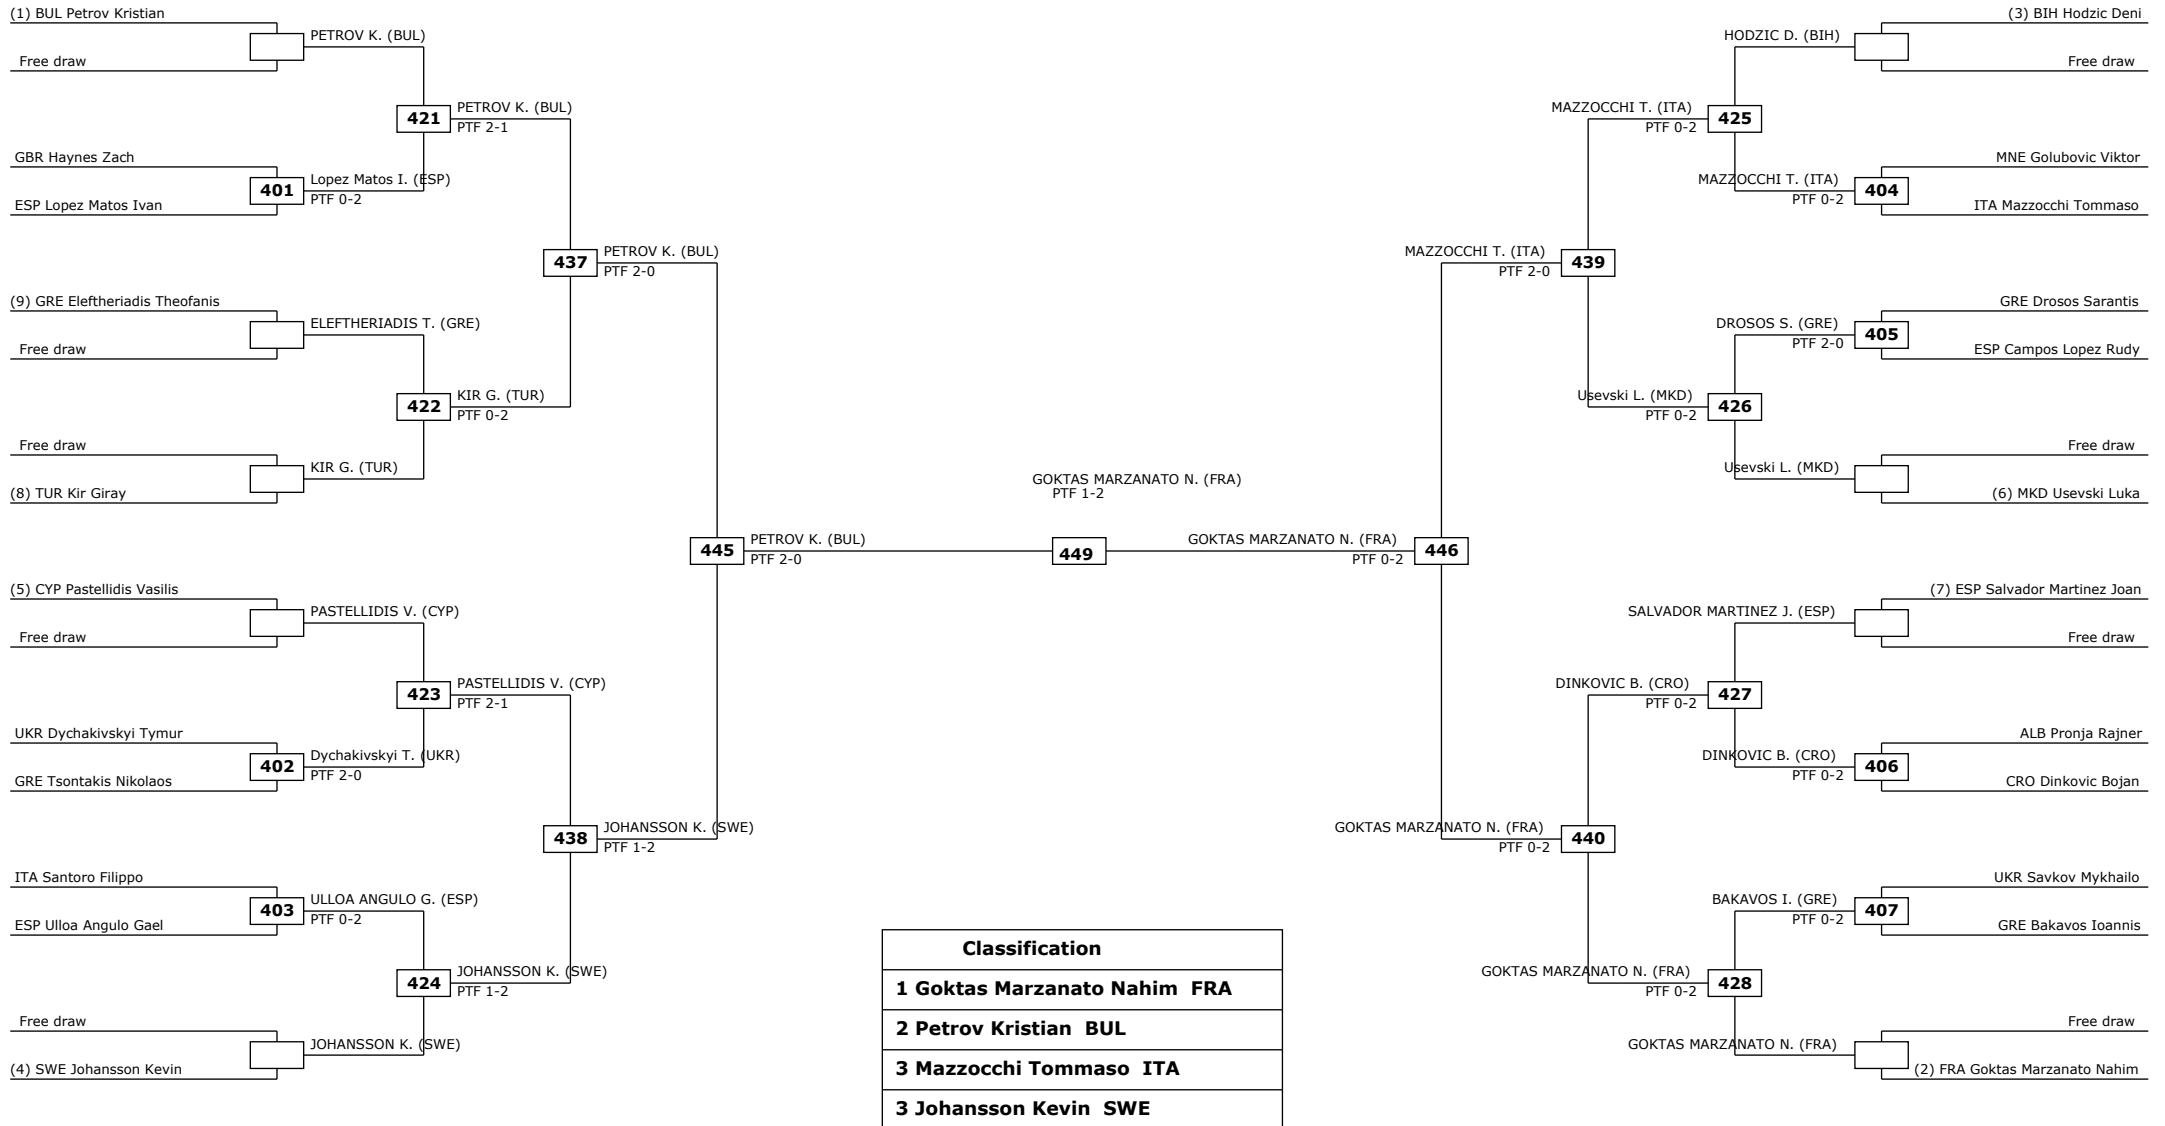 (1) BUL Petrov Kristian
PETROV K. (BUL)
Free draw
421
PETROV K. (BUL)
PTF 2-1
GBR Haynes Zach
401
Lopez Matos I. (ESP)
PTF 0-2
ESP Lopez Matos Ivan
437
PETROV K. (BUL)
PTF 2-0
(9) GRE Eleftheriadis Theofanis
ELEFTHERIADIS T. (GRE)
Free draw
422
KIR G. (TUR)
PTF 0-2
Free draw
KIR G. (TUR)
(8) TUR Kir Giray
445
PETROV K. (BUL)
PTF 2-0
(5) CYP Pastellidis Vasilis
PASTELLIDIS V. (CYP)
Free draw
423
PASTELLIDIS V. (CYP)
PTF 2-1
UKR Dychakivskyi Tymur
402
Dychakivskyi T. (UKR)
PTF 2-0
GRE Tsontakis Nikolaos
438
JOHANSSON K. (SWE)
PTF 1-2
ITA Santoro Filippo
403
ULLOA ANGULO G. (ESP)
PTF 0-2
ESP Ulloa Angulo Gael
424
JOHANSSON K. (SWE)
PTF 1-2
Free draw
JOHANSSON K. (SWE)
(4) SWE Johansson Kevin
GOKTAS MARZANATO N. (FRA)
PTF 1-2
449
(3) BIH Hodzic Deni
HODZIC D. (BIH)
Free draw
MAZZOCCHI T. (ITA)
PTF 0-2
425
MNE Golubovic Viktor
MAZZOCCHI T. (ITA)
PTF 0-2
404
ITA Mazzocchi Tommaso
MAZZOCCHI T. (ITA)
PTF 2-0
439
GRE Drosos Sarantis
DROSOS S. (GRE)
PTF 2-0
405
ESP Campos Lopez Rudy
Usevski L. (MKD)
PTF 0-2
426
Free draw
Usevski L. (MKD)
(6) MKD Usevski Luka
GOKTAS MARZANATO N. (FRA)
PTF 0-2
446
(7) ESP Salvador Martinez Joan
SALVADOR MARTINEZ J. (ESP)
Free draw
DINKOVIC B. (CRO)
PTF 0-2
427
ALB Pronja Rajner
DINKOVIC B. (CRO)
PTF 0-2
406
CRO Dinkovic Bojan
GOKTAS MARZANATO N. (FRA)
PTF 0-2
440
UKR Savkov Mykhailo
BAKAVOS I. (GRE)
PTF 0-2
407
GRE Bakavos Ioannis
GOKTAS MARZANATO N. (FRA)
PTF 0-2
428
Free draw
GOKTAS MARZANATO N. (FRA)
(2) FRA Goktas Marzanato Nahim
Classification
1 Goktas Marzanato Nahim FRA
2 Petrov Kristian BUL
3 Mazzocchi Tommaso ITA
3 Johansson Kevin SWE